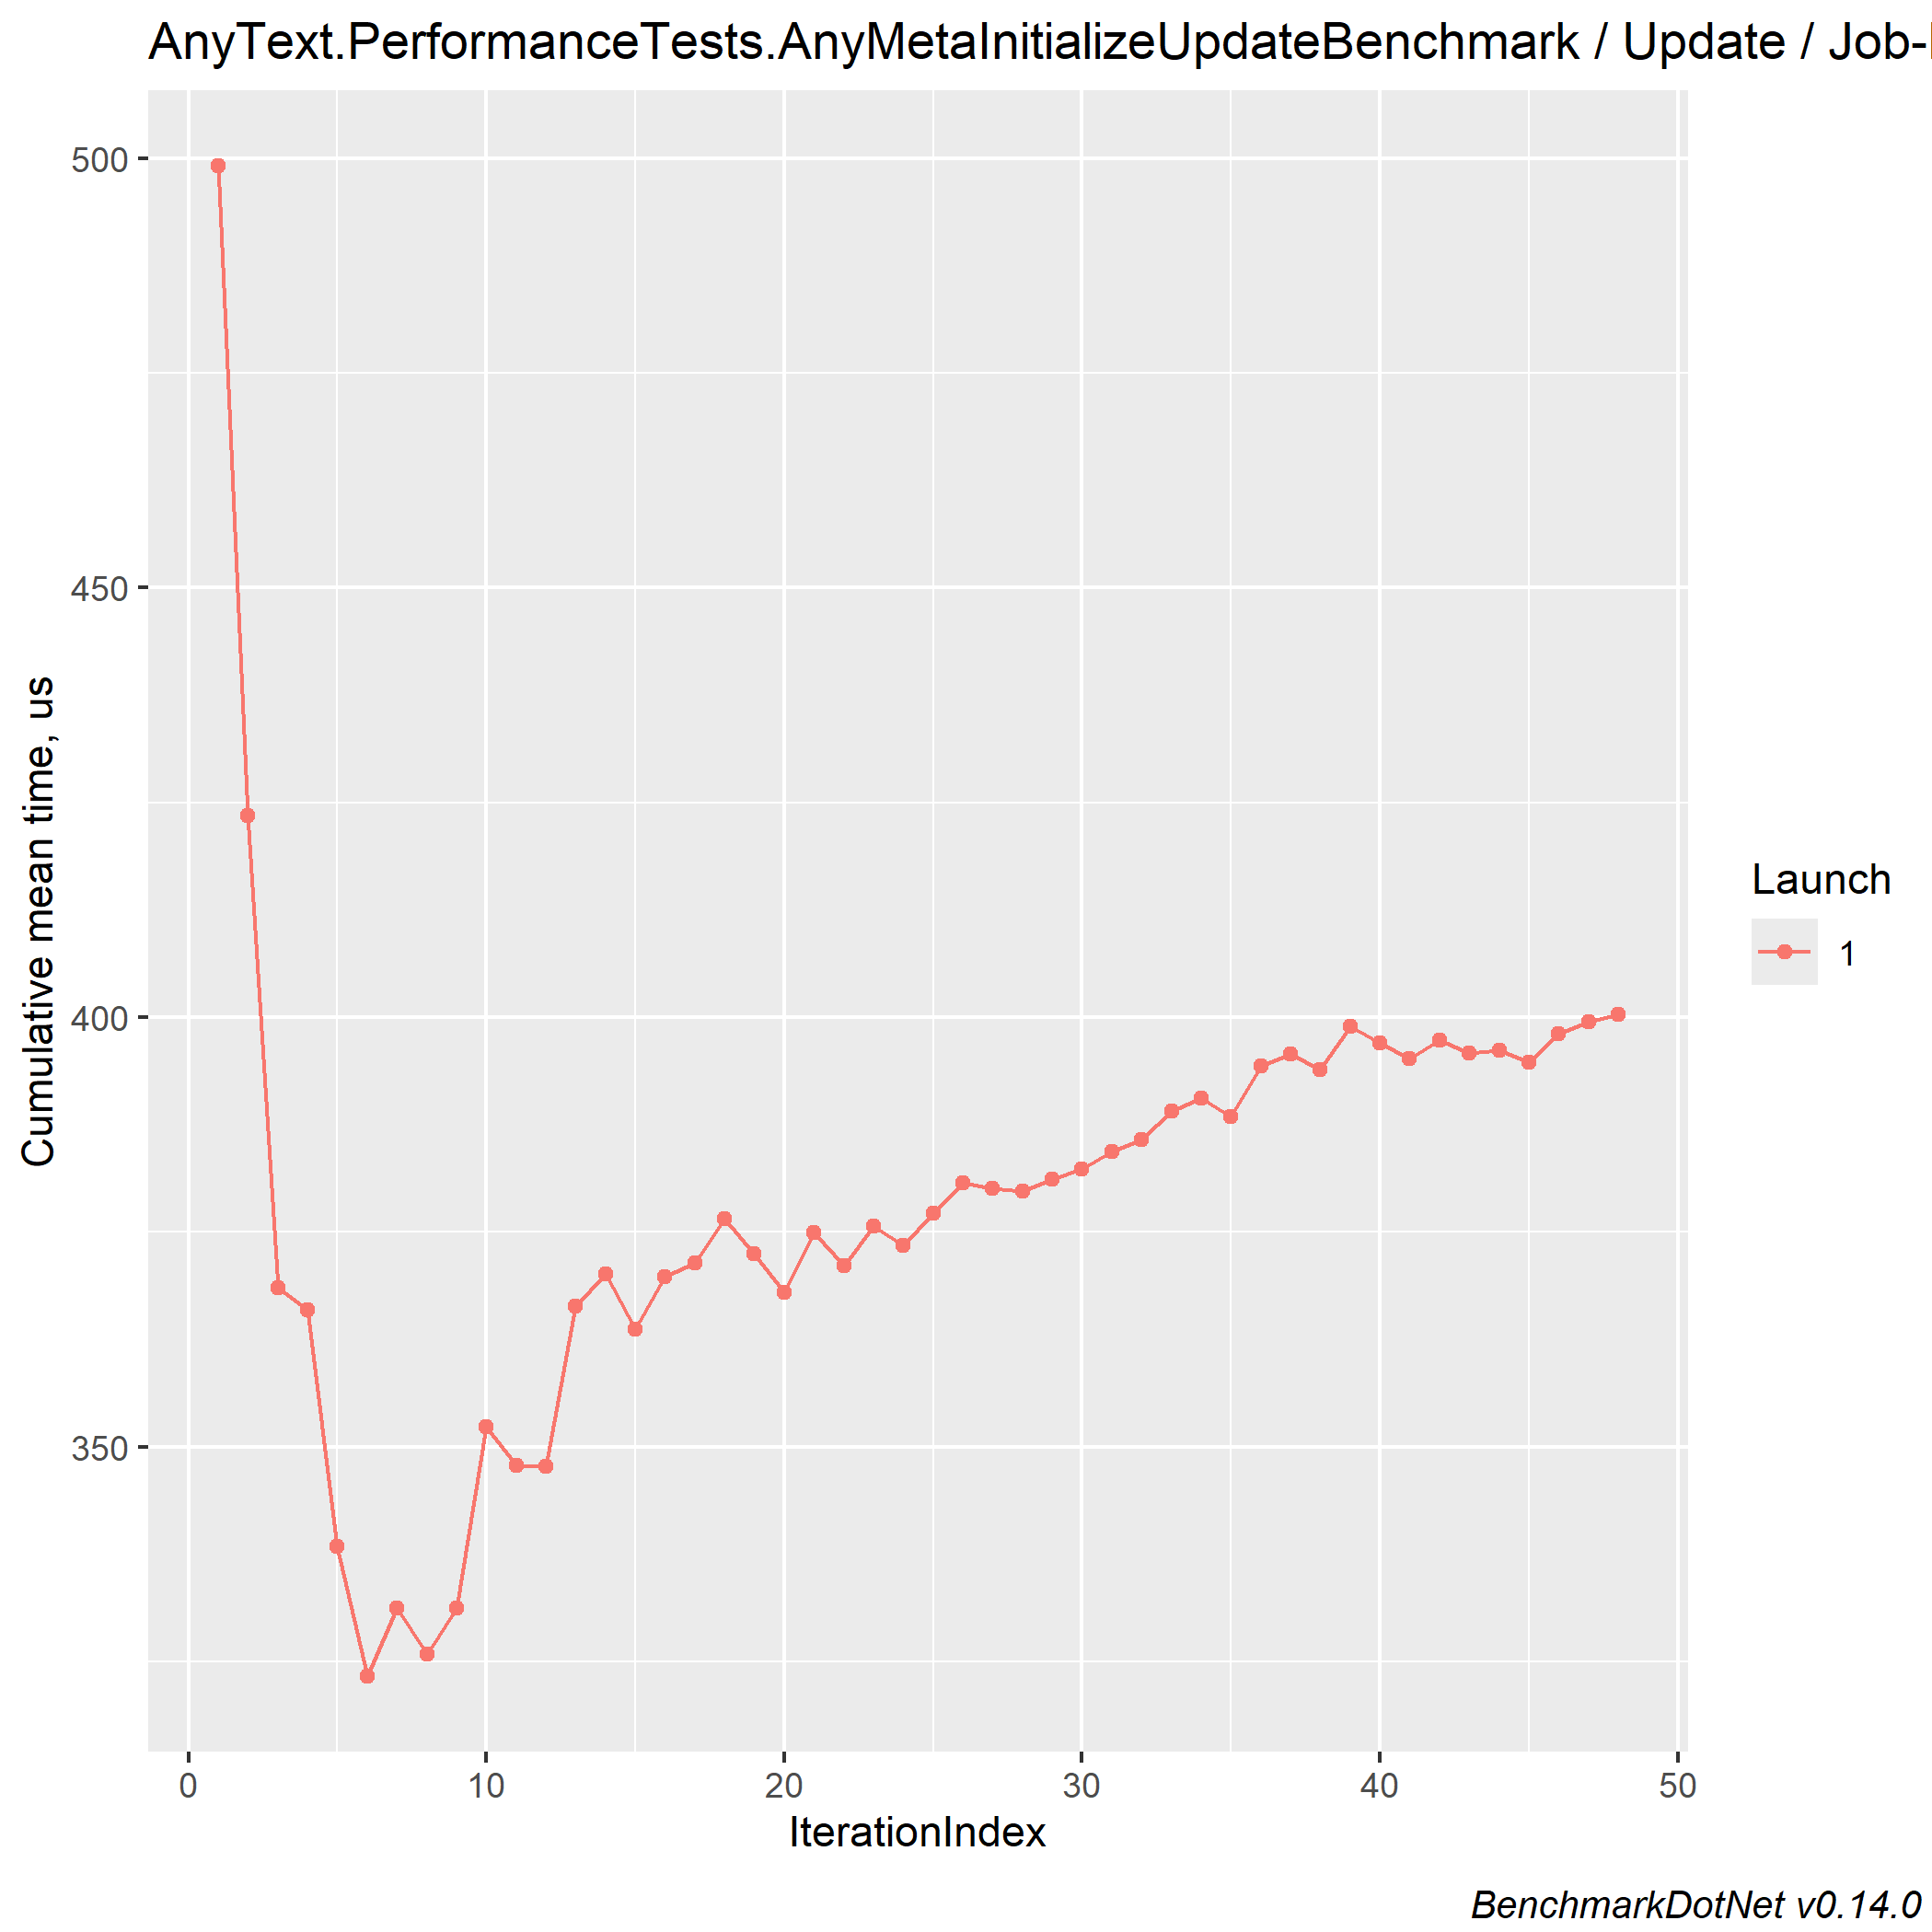 AnyText.PerformanceTests.AnyMetaInitializeUpdateBenchmark / Update / Job-
500
450
400
350
Cumulative mean time, us
0 10 20 30 40 50
IterationIndex
Launch
1
BenchmarkDotNet v0.14.0